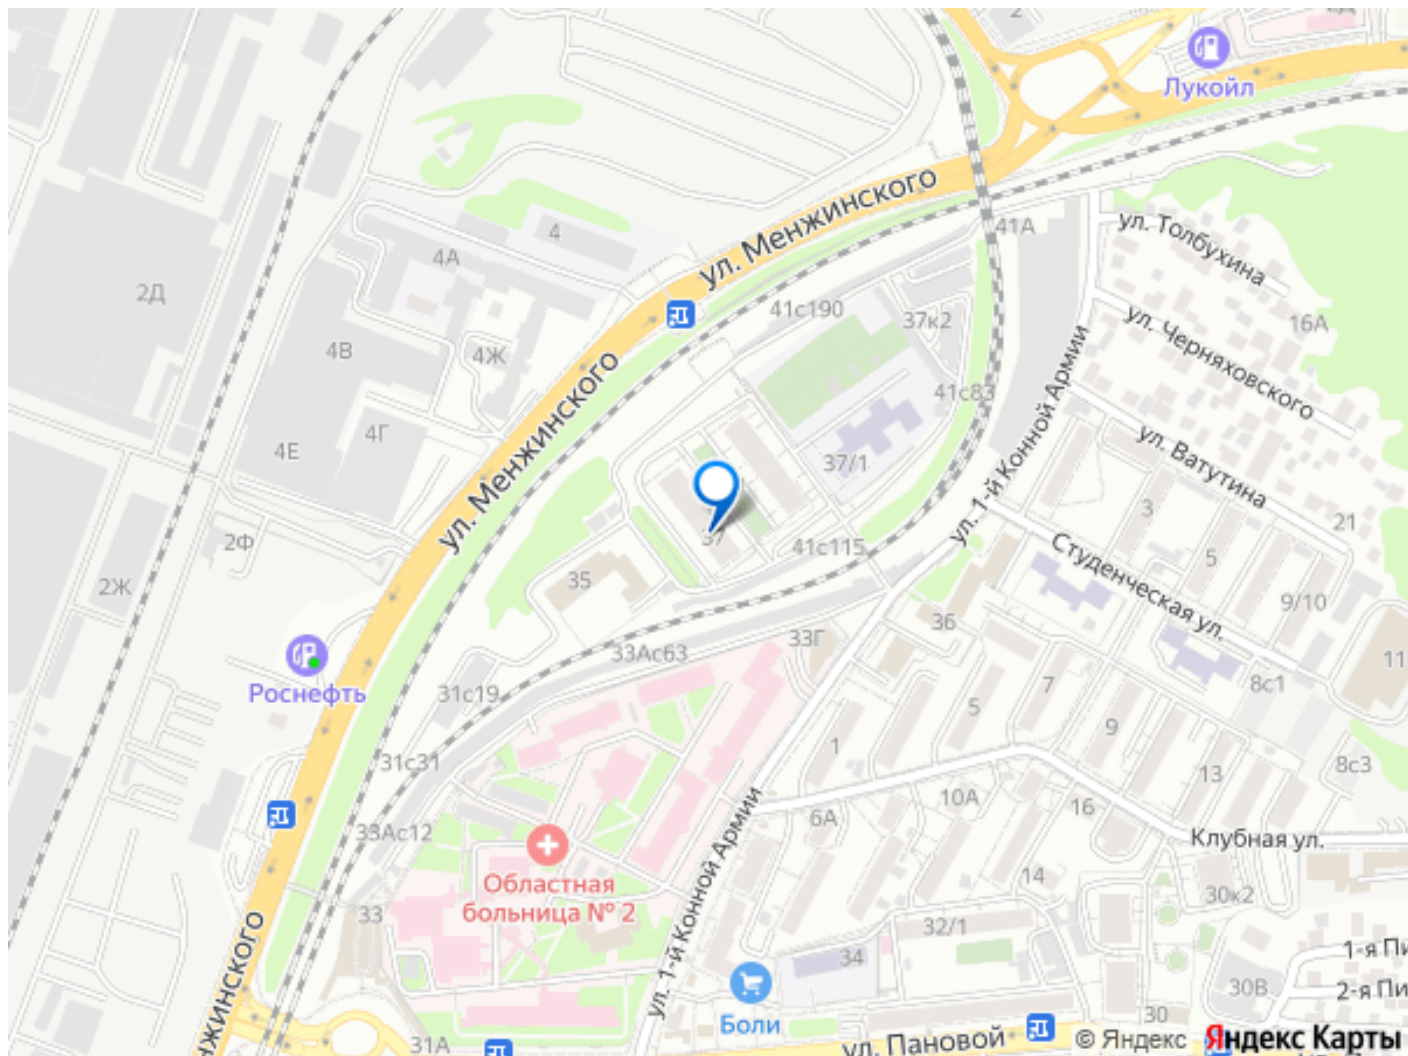 2
Лукойл
ул. Менжинского
41А
ул. Толбухина
4
4А
2Д
41с190
37к2
16А
ул. Черняховского
4В
4Ж
ул. Менжинского
41с83
ул. 1-й Конной Армии
4Г
4Е
37/1
ул. Ватутина
3
21
37
41с115
2Ф
Студенческая ул.
5
2Ж
35
9/10
36
33Г
33Ас63
11
Роснефть
31с19
7
8с1
5
9
1
31с31
8с3
13
10А
16
6А
33Ас12
Клубная ул.
ул. 1-й Конной Армии
Областная
больница № 2
14
30к2
33
32/1
1-я Пи
34
30В
2-я Пи
жинского
Боли
30
31А
ул. Пановой
© Яндекс Яндекс Карты